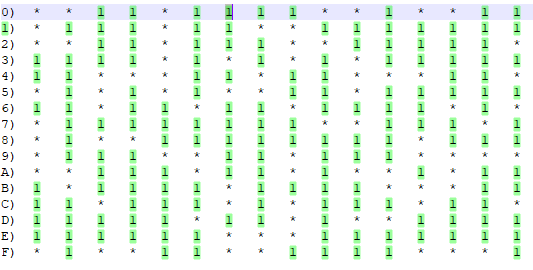 0) * * 1 1 * 1 1 1 1 * * 1 * * 1 1
1) * 1 1 1 * 1 1 * * 1 1 1 1 1 1 1
2) * * 1 1 * 1 1 1 * * 1 1 1 1 1 *
3) 1 1 1 1 * 1 * 1 * 1 * 1 1 1 1 1
4) 1 1 * * * 1 1 * 1 1 * * * 1 1 *
5) * 1 * 1 * 1 * 1 * 1 * 1 1 1 1 1
6) 1 1 * 1 1 * 1 1 * 1 1 1 1 * 1 *
7) * 1 1 1 1 1 1 1 1 * * 1 1 1 * 1
8) * 1 * * 1 1 1 1 1 1 1 1 * 1 1 1
9) * 1 1 1 * * 1 1 * 1 1 1 * * * *
A) * * 1 1 1 * 1 1 * 1 * * 1 * 1 1
B) 1 * 1 1 1 1 * 1 1 1 1 * * * 1 1
C) 1 1 * 1 1 1 * 1 * 1 1 1 * 1 1 *
D) 1 1 1 1 1 * 1 1 * 1 * * 1 1 1 1
E) 1 1 1 1 1 1 * * * 1 1 1 1 1 1 1
F) * 1 * * 1 1 * * 1 1 1 1 * * * 1